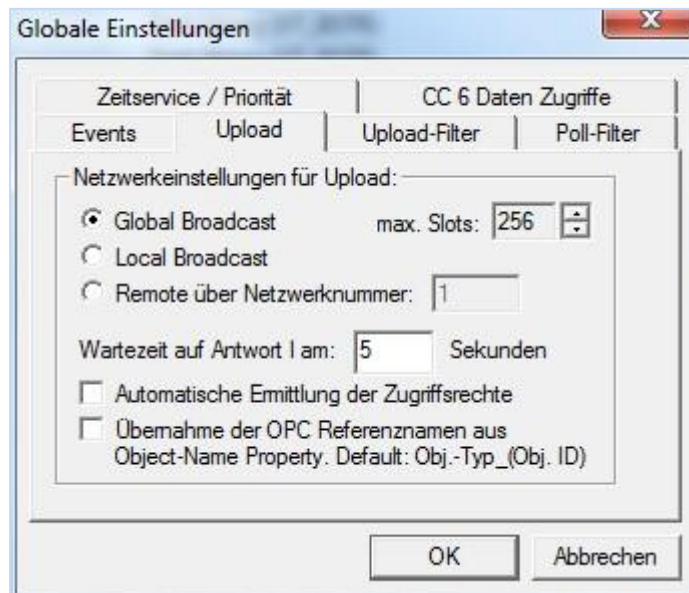 Globale Einstellungen
Zeitservice / Priorität CC 6 Daten Zugriffe
Events Upload Upload-Filter Poll-Filter
Netzwerkeinstellungen für Upload:
Global Broadcast max. Slots: 256
Local Broadcast
Remote über Netzwerknummer: 1
Wartezeit auf Antwort I am: 5 Sekunden
Automatische Ermittlung der Zugriffsrechte
Übernahme der OPC Referenznamen aus
Object-Name Property. Default: Obj.-Typ_(Obj. ID)
OK Abbrechen